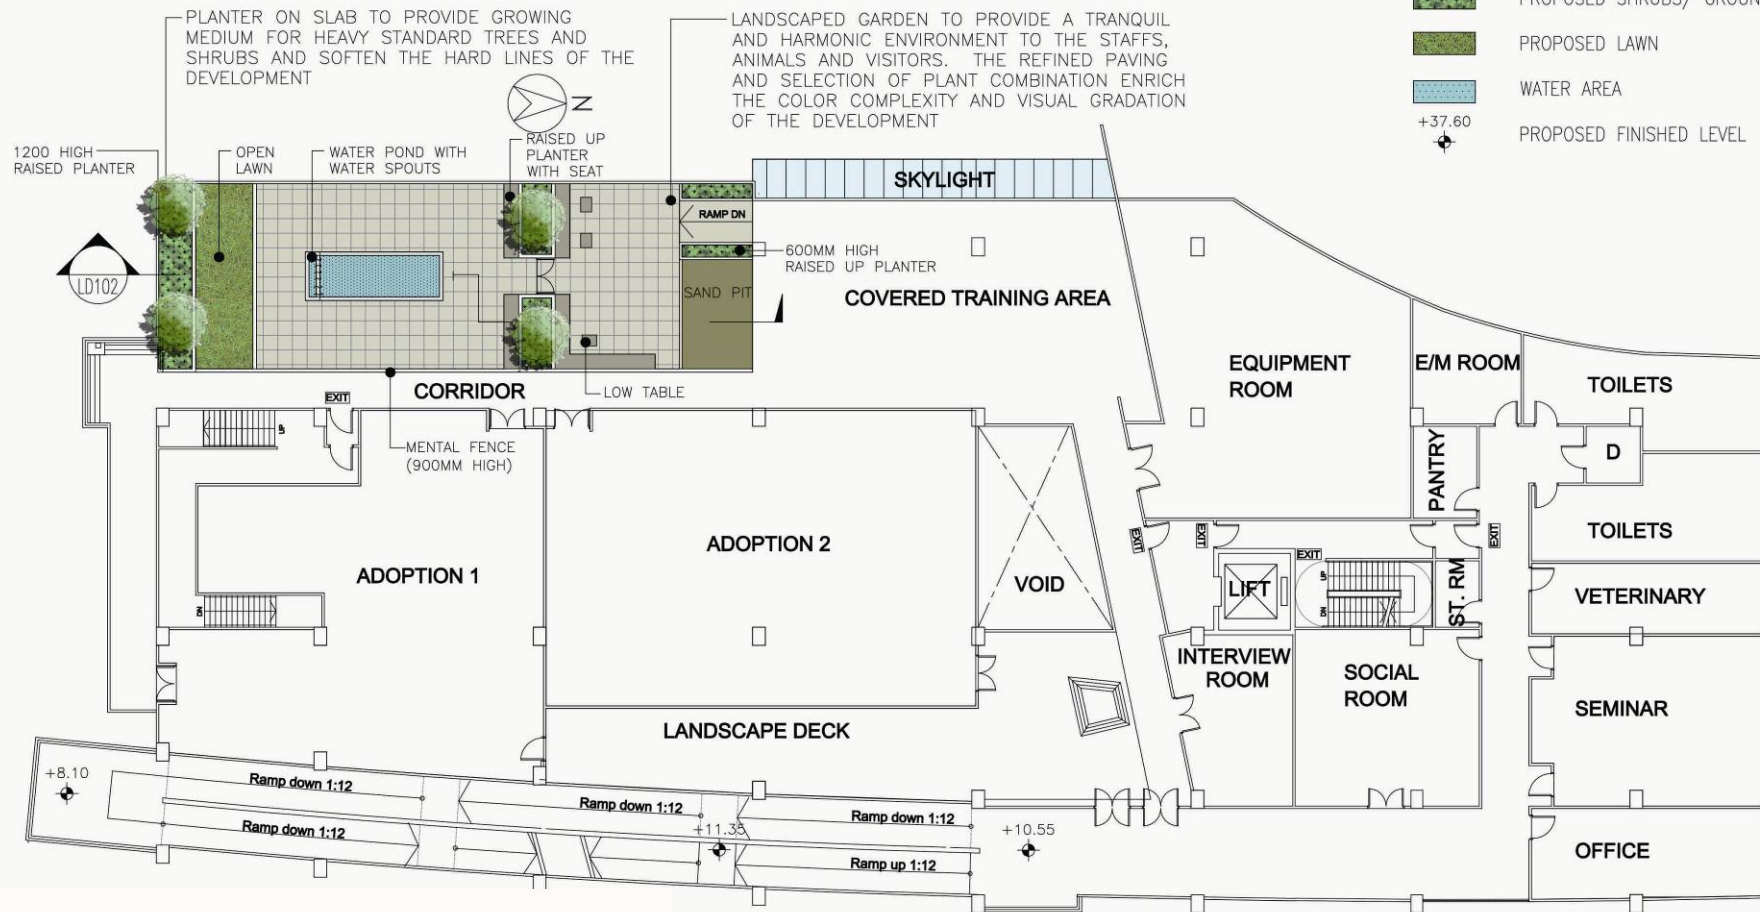 PLANTER ON SLAB TO PROVIDE GROWING
MEDIUM FOR HEAVY STANDARD TREES AND
SHRUBS AND SOFTEN THE HARD LINES OF THE
DEVELOPMENT
LANDSCAPED GARDEN TO PROVIDE A TRANQUIL
AND HARMONIC ENVIRONMENT TO THE STAFFS,
ANIMALS AND VISITORS. THE REFINED PAVING
AND SELECTION OF PLANT COMBINATION ENRICH
THE COLOR COMPLEXITY AND VISUAL GRADATION
OF THE DEVELOPMENT
PROPOSED SHRUBS/
PROPOSED LAWN
WATER AREA
+37.60
PROPOSED FINISHED LEVEL
N
1200 HIGH
RAISED PLANTER
OPEN
LAWN
WATER POND WITH
WATER SPOUTS
RAISED UP
PLANTER
WITH SEAT
SKYLIGHT
RAMP DN
LD102
600MM HIGH
RAISED UP PLANTER
SAND PIT
COVERED TRAINING AREA
EQUIPMENT
ROOM
E/M ROOM
TOILETS
CORRIDOR
LOW TABLE
EXIT
UP
MENTAL FENCE
(900MM HIGH)
PANTRY
D
TOILETS
ADOPTION 1
ADOPTION 2
VOID
EXIT
EXIT
EXIT
EXIT
LIFT
UP
DN
ST. RM
VETERINARY
DN
INTERVIEW
ROOM
SOCIAL
ROOM
SEMINAR
LANDSCAPE DECK
+8.10
Ramp down 1:12
Ramp down 1:12
Ramp down 1:12
Ramp down 1:12
+11.35
+10.55
Ramp up 1:12
OFFICE